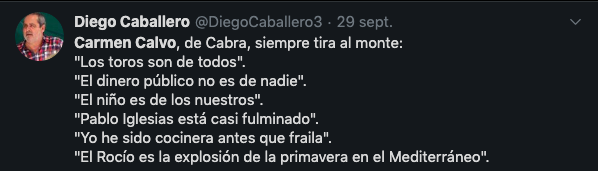 Diego Caballero @DiegoCaballero3 · 29 sept.
Carmen Calvo, de Cabra, siempre tira al monte:
"Los toros son de todos".
"El dinero público no es de nadie".
"El niño es de los nuestros".
"Pablo Iglesias está casi fulminado".
"Yo he sido cocinera antes que fraila".
"El Rocío es la explosión de la primavera en el Mediterráneo".